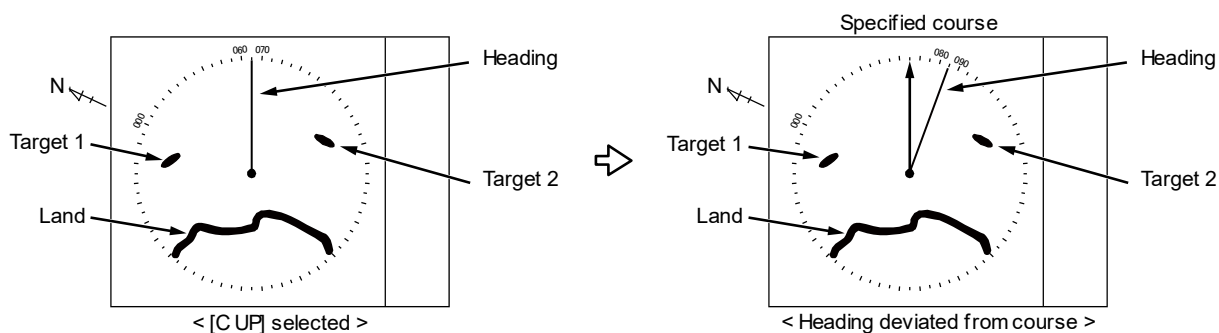 Specified course
060 070
Heading
N
000
Target 1
Target 2
Land
< [C UP] selected >
080 090
Heading
N
000
Target 1
Target 2
Land
< Heading deviated from course >